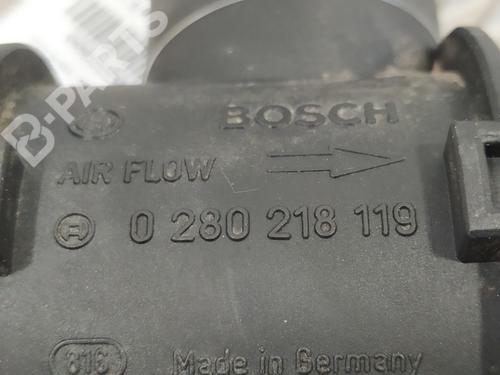 B-PARTS
BOSCH
AIR FLOW
0 280 218 119
816 Made in Germany